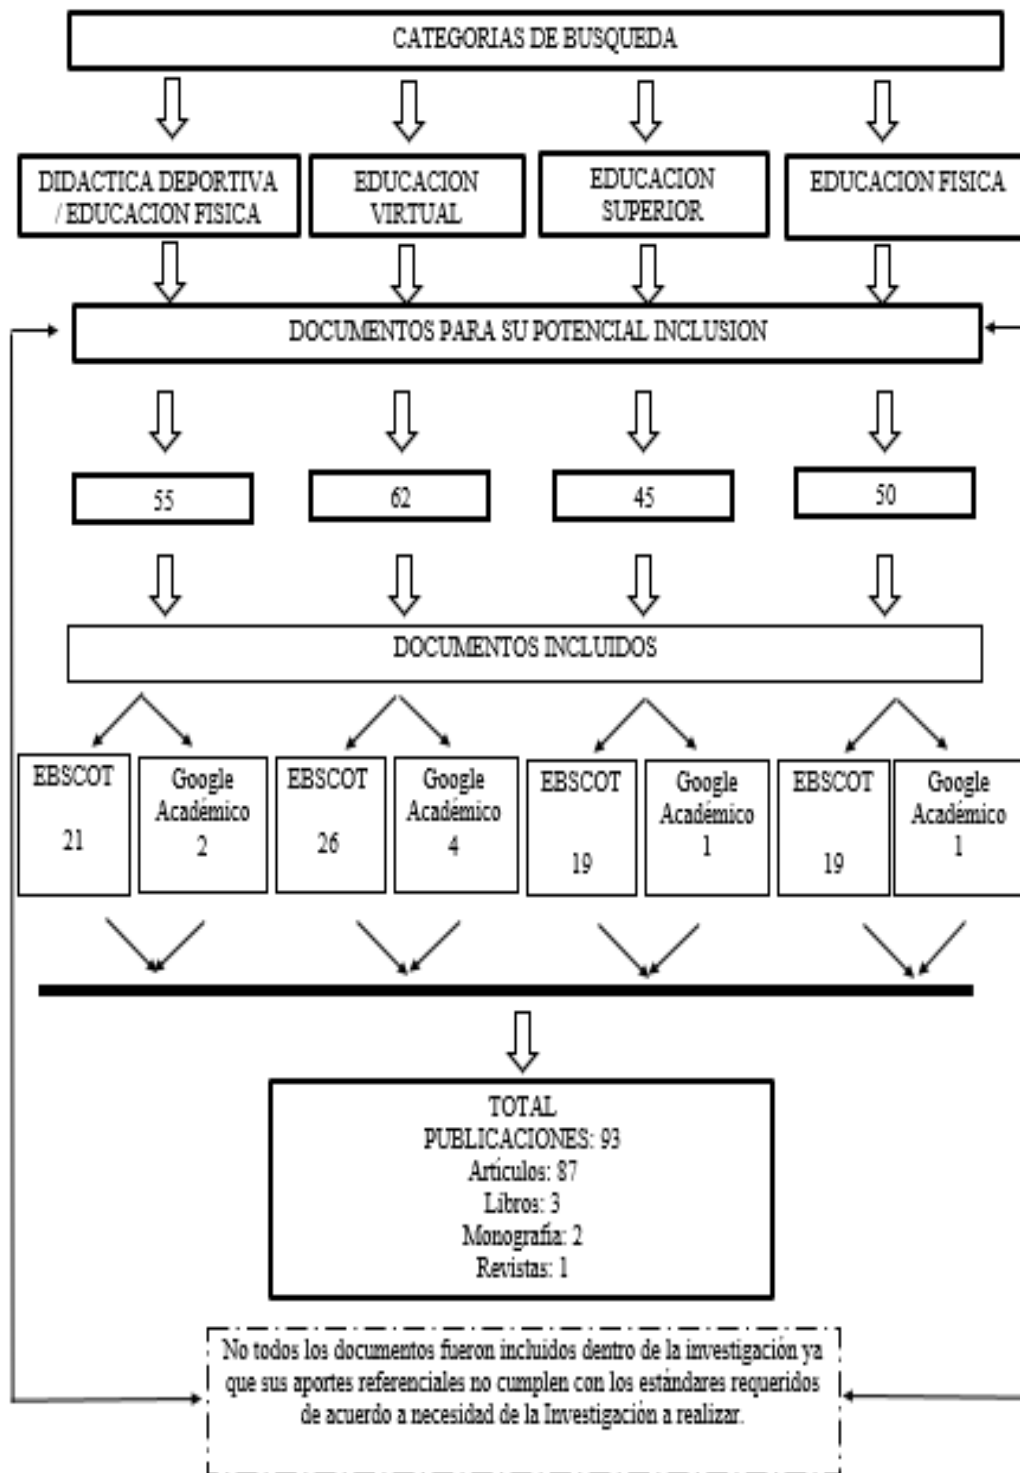 CATEGORIAS DE BUSQUEDA
DIDACTICA DEPORTIVA
/ EDUCACION FISICA
EDUCACION
VIRTUAL
EDUCACION
SUPERIOR
EDUCACION FISICA
DOCUMENTOS PARA SU POTENCIAL INCLUSION
55
62
45
50
DOCUMENTOS INCLUIDOS
EBSCOT
21
Google
Académico
2
EBSCOT
26
Google
Académico
4
EBSCOT
19
Google
Académico
1
EBSCOT
19
Google
Académico
1
TOTAL
PUBLICACIONES: 93
Artículos: 87
Libros: 3
Monografía: 2
Revistas: 1
No todos los documentos fueron incluidos dentro de la investigación ya
que sus aportes referenciales no cumplen con los estándares requeridos
de acuerdo a necesidad de la Investigación a realizar.